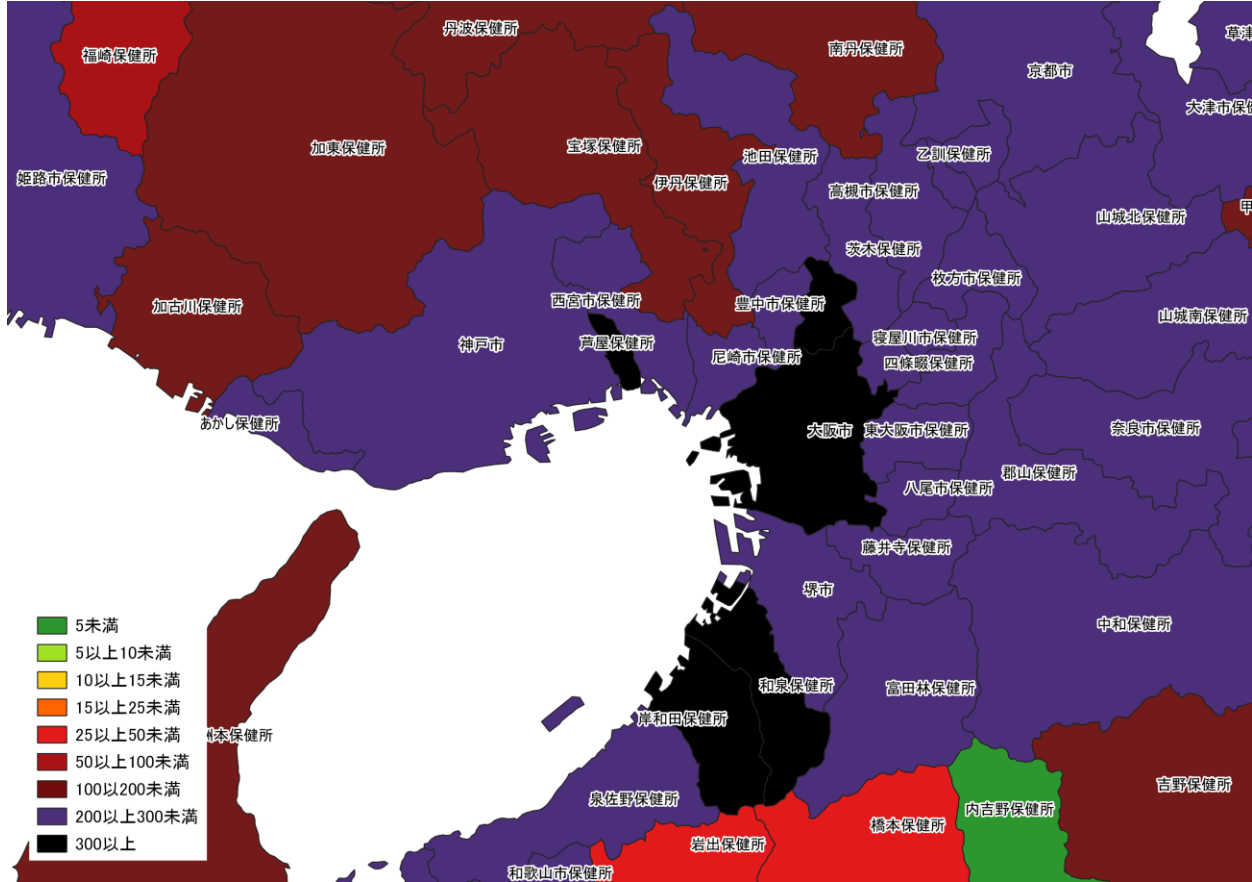 丹波保健所
南丹保健所
草津
福崎保健所
京都市
大津市保健
加東保健所
宝塚保健所
池田保健所
乙訓保健所
姫路市保健所
伊丹保健所
高槻市保健所
甲
山城北保健所
茨木保健所
枚方市保健所
加古川保健所
西宮市保健所
豊中市保健所
山城南保健所
神戸市
芦屋保健所
尼崎市保健所
寝屋川市保健所
四條畷保健所
あかし保健所
大阪市
東大阪市保健所
奈良市保健所
郡山保健所
八尾市保健所
藤井寺保健所
堺市
中和保健所
和泉保健所
富田林保健所
岸和田保健所
本保健所
吉野保健所
泉佐野保健所
内吉野保健所
橋本保健所
岩出保健所
和歌山市保健所
5未満
5以上10未満
10以上15未満
15以上25未満
25以上50未満
50以上100未満
100以上200未満
200以上300未満
300以上